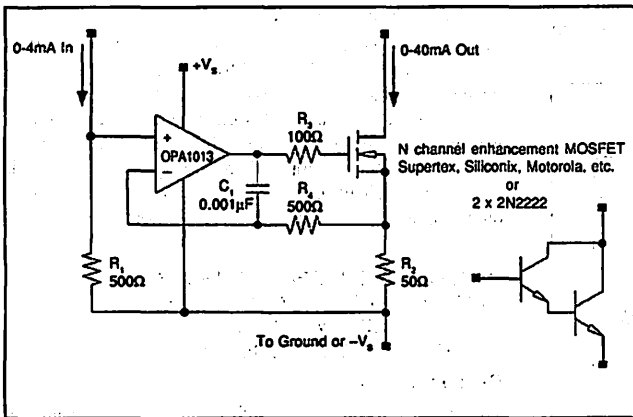 0-4mA In
0-40mA Out
+Vs
R3
100Ω
+
OPA1013
−
N channel enhancement MOSFET
Supertex, Siliconix, Motorola, etc.
or
2 x 2N2222
C1
0.001µF
R4
500Ω
R1
500Ω
R2
50Ω
To Ground or −Vs